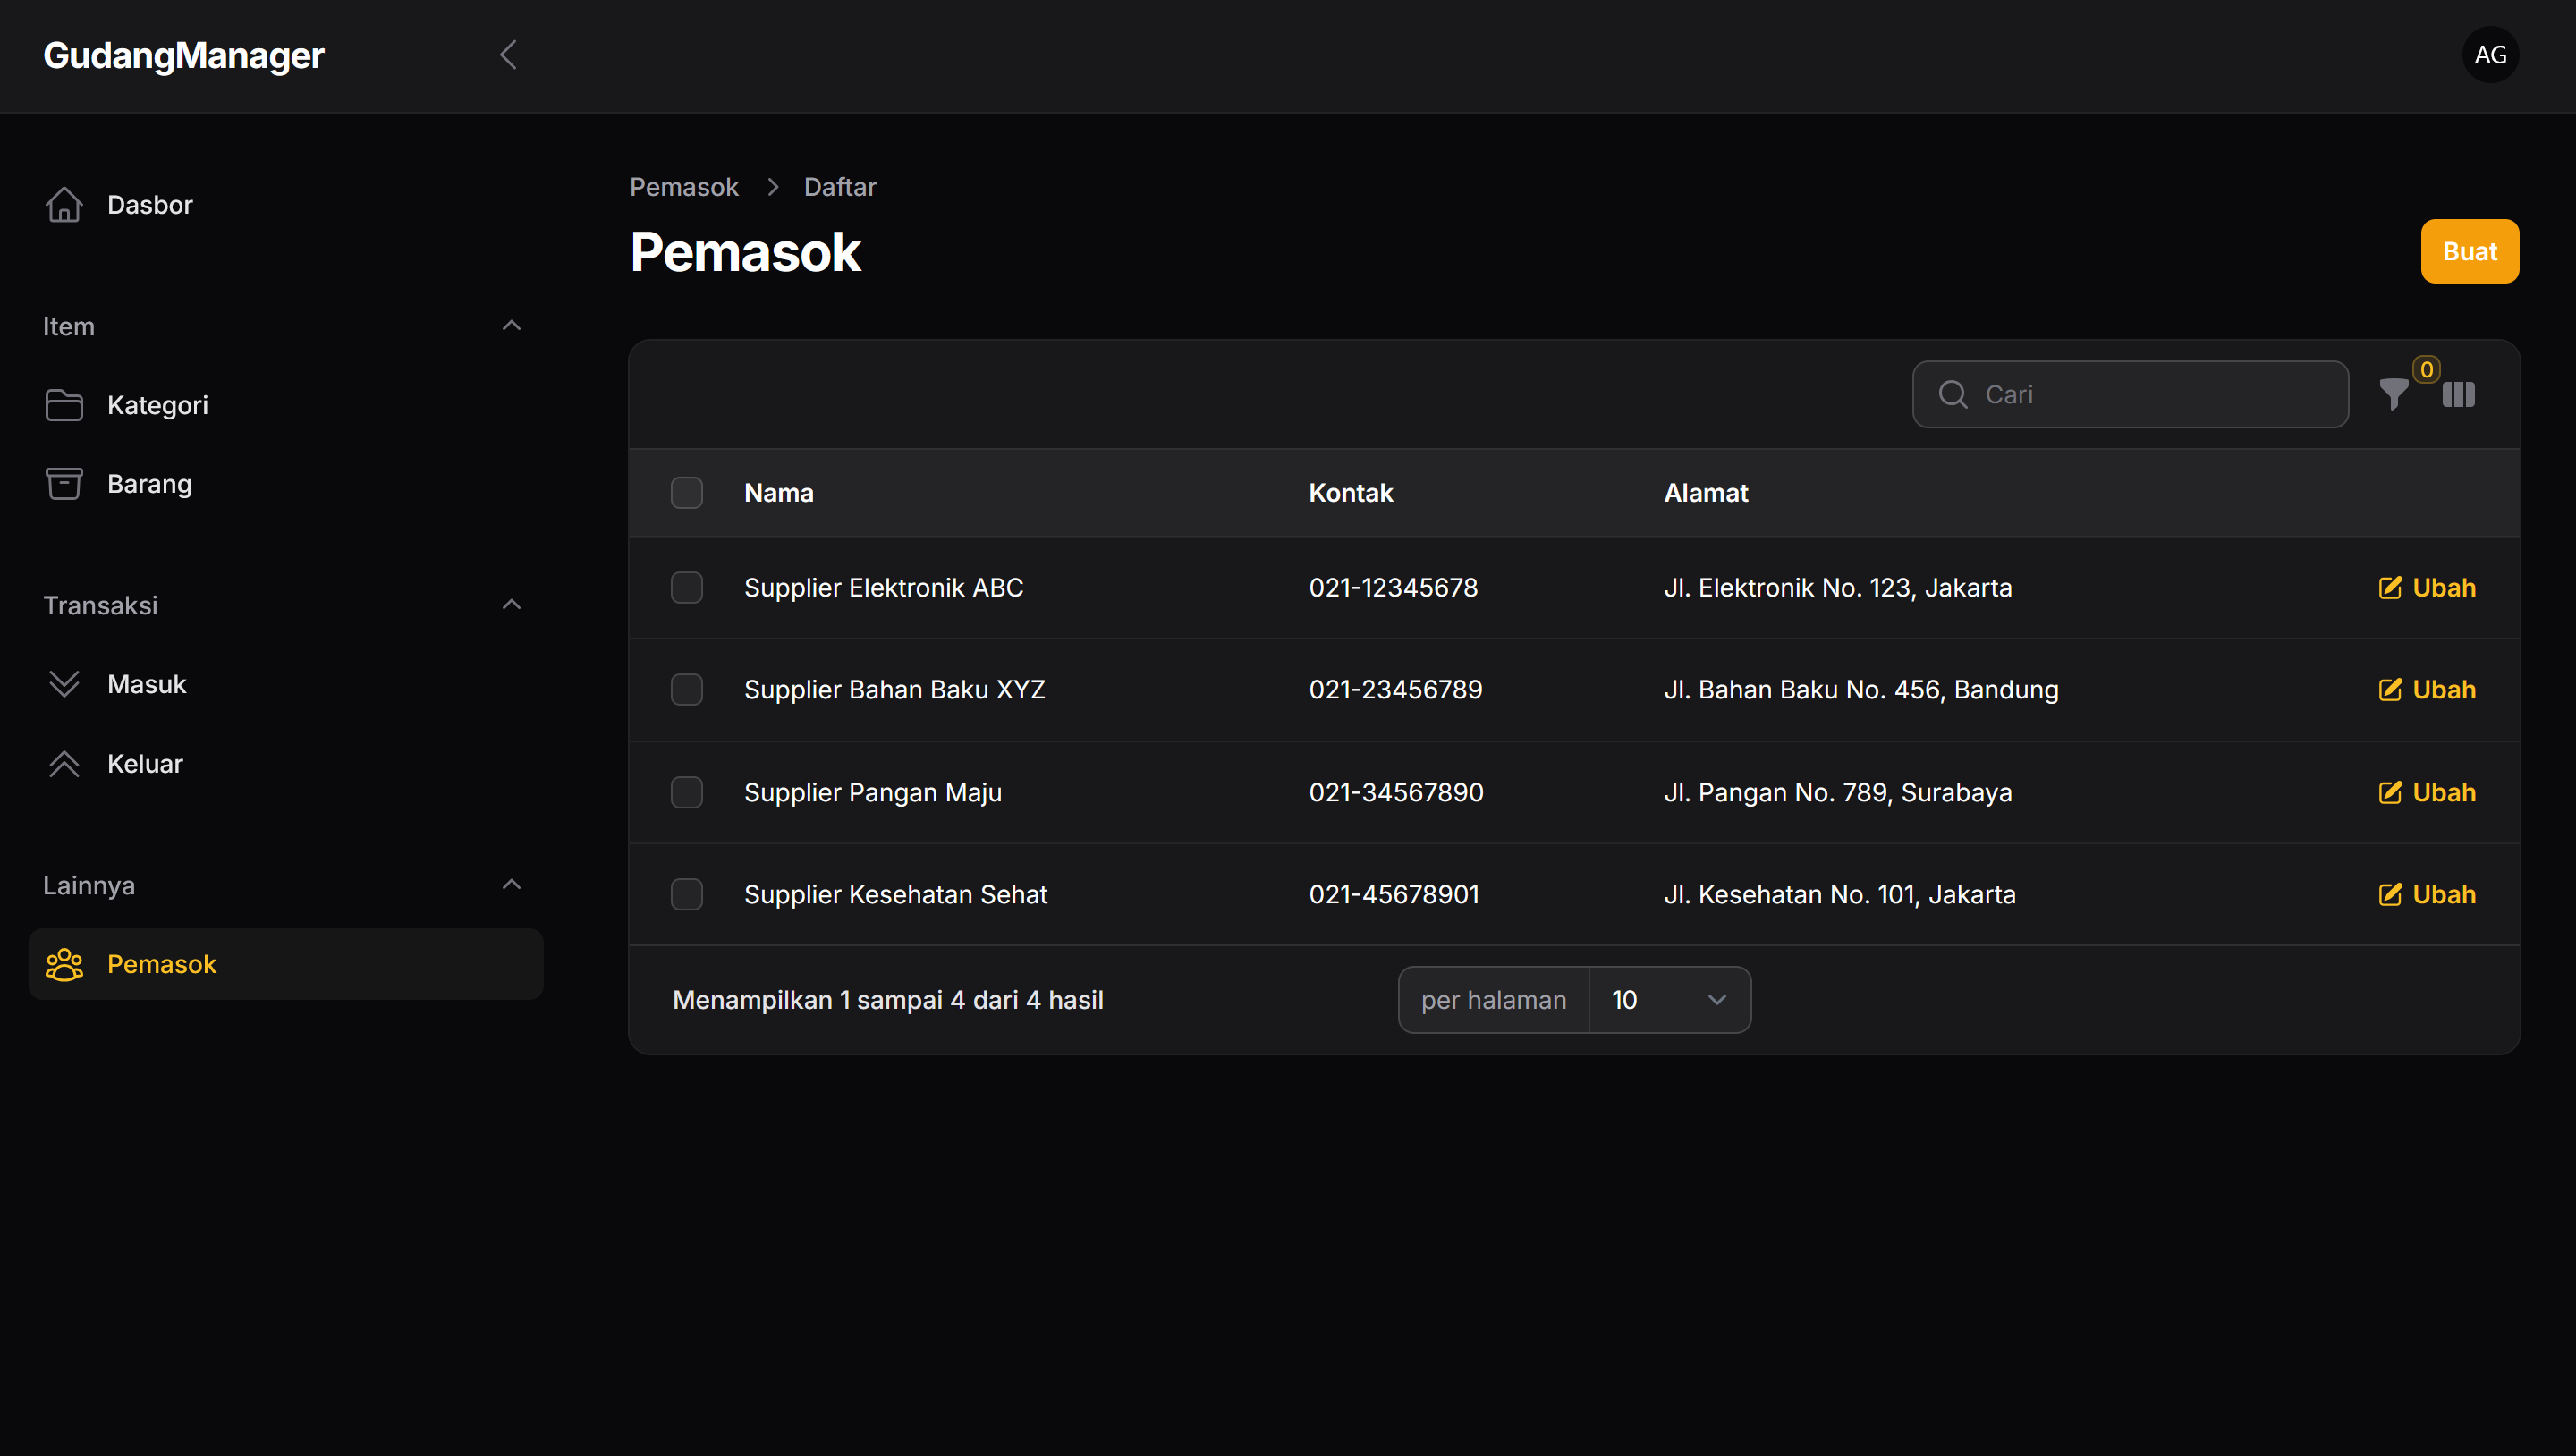 GudangManager
AG
Dasbor
Item
Kategori
Barang
Transaksi
Masuk
Keluar
Lainnya
Pemasok
Pemasok > Daftar
Pemasok
Buat
Cari
0
Nama Kontak Alamat
Supplier Elektronik ABC 021-12345678 Jl. Elektronik No. 123, Jakarta Ubah
Supplier Bahan Baku XYZ 021-23456789 Jl. Bahan Baku No. 456, Bandung Ubah
Supplier Pangan Maju 021-34567890 Jl. Pangan No. 789, Surabaya Ubah
Supplier Kesehatan Sehat 021-45678901 Jl. Kesehatan No. 101, Jakarta Ubah
Menampilkan 1 sampai 4 dari 4 hasil per halaman 10